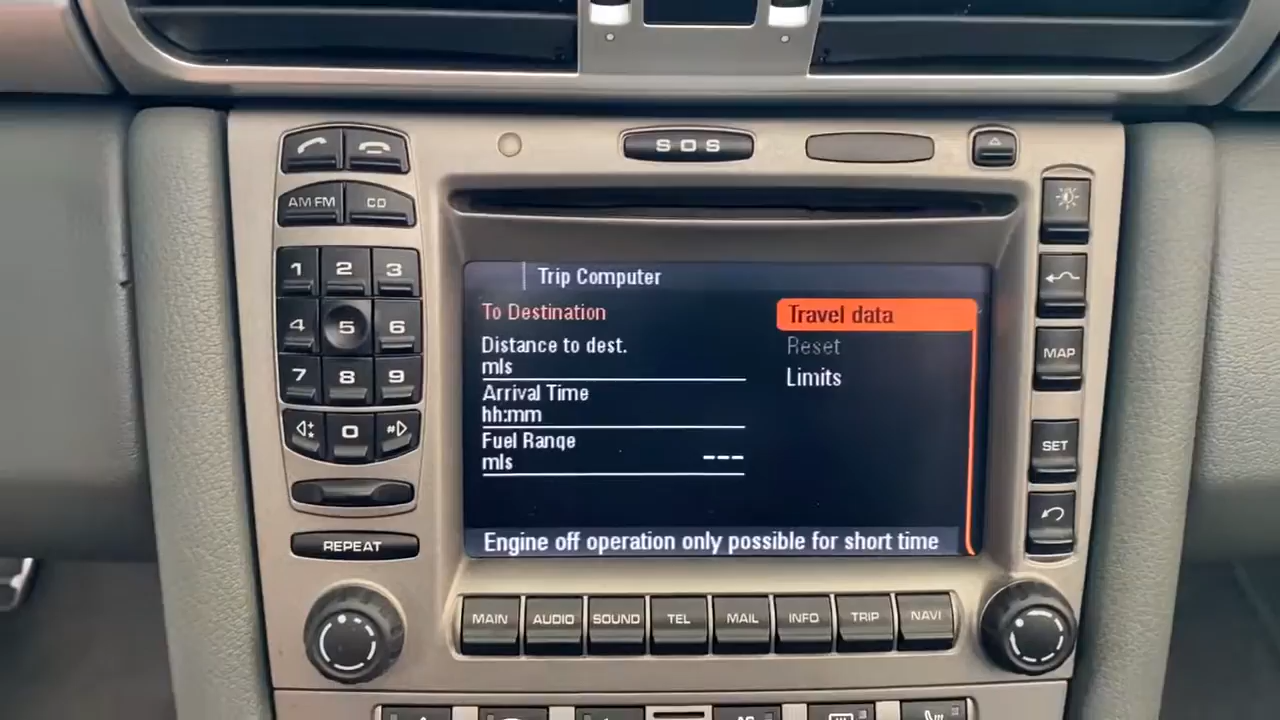 SOS
AM FM CD
1 2 3
4 5 6
7 8 9
* 0 #
REPEAT
Trip Computer
To Destination
Distance to dest.
mls
Arrival Time
hh:mm
Fuel Range
mls ---
Travel data
Reset
Limits
Engine off operation only possible for short time
MAP
SET
MAIN AUDIO SOUND TEL MAIL INFO TRIP NAVI